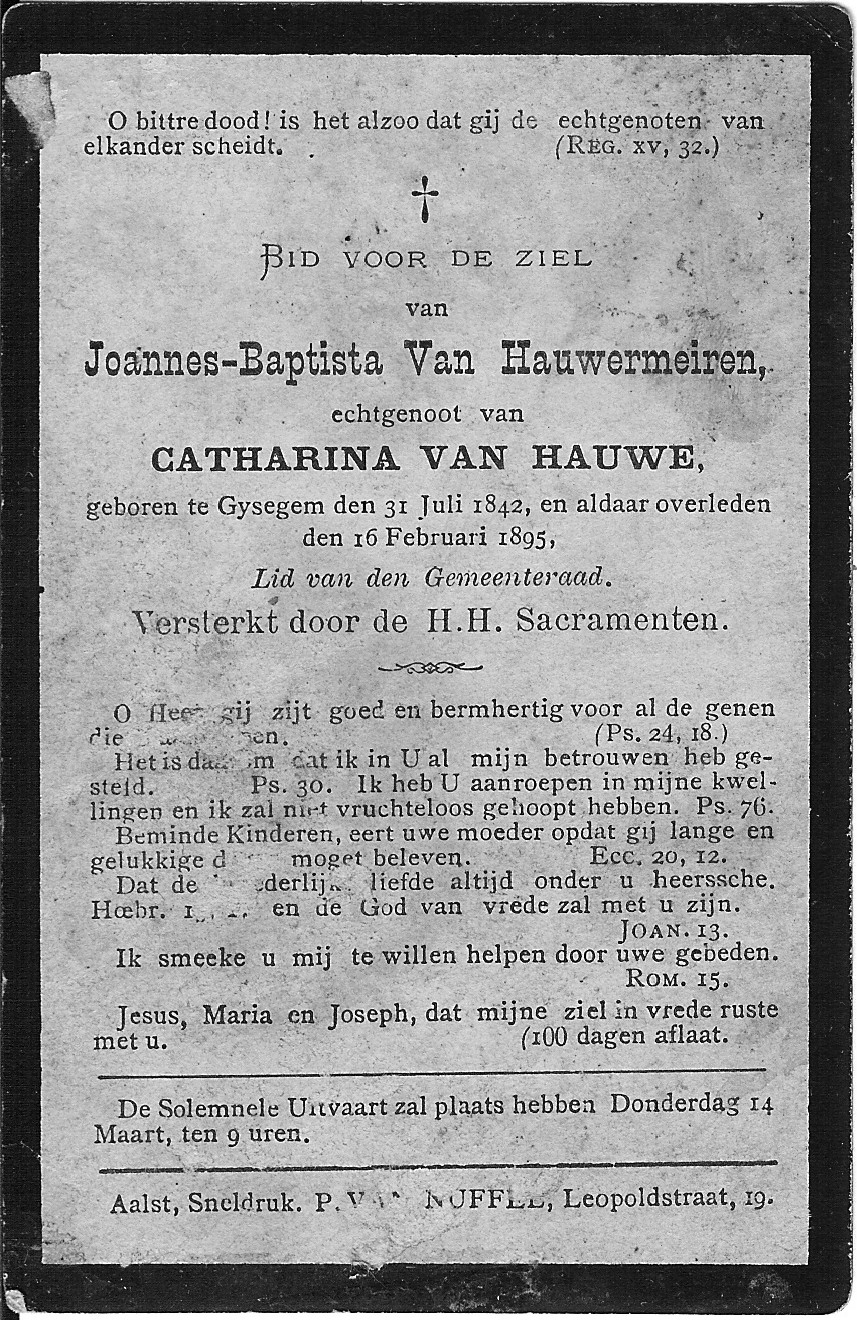 O bittre dood! is het alzoo dat gij de echtgenoten van
elkander scheidt. (REG. XV, 32.)
BID VOOR DE ZIEL
van
Joannes-Baptista Van Hauwermeiren,
echtgenoot van
CATHARINA VAN HAUWE,
geboren te Gysegem den 31 Juli 1842, en aldaar overleden
den 16 Februari 1895,
Lid van den Gemeenteraad.
Versterkt door de H.H. Sacramenten.
O Heer gij zijt goed en bermhertig voor al de genen
die (Ps. 24, 18.)
Het is dat ik in U al mijn betrouwen heb ge-
steld. Ps. 30. Ik heb U aanroepen in mijne kwel-
lingen en ik zal niet vruchteloos gehoopt hebben. Ps. 76.
Beminde Kinderen, eert uwe moeder opdat gij lange en
gelukkige moget beleven. Ecc. 20, 12.
Dat de liefde altijd onder u heerssche.
Hœbr. en de God van vrede zal met u zijn.
JOAN. 13.
Ik smeeke u mij te willen helpen door uwe gebeden.
ROM. 15.
Jesus, Maria en Joseph, dat mijne ziel in vrede ruste
met u. (100 dagen aflaat.
De Solemnele Uitvaart zal plaats hebben Donderdag 14
Maart, ten 9 uren.
Aalst, Sneldruk. P. VAN NUFFEL, Leopoldstraat, 19.